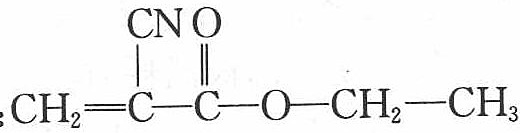 CN O
: CH₂=C—C—O—CH₂—CH₃